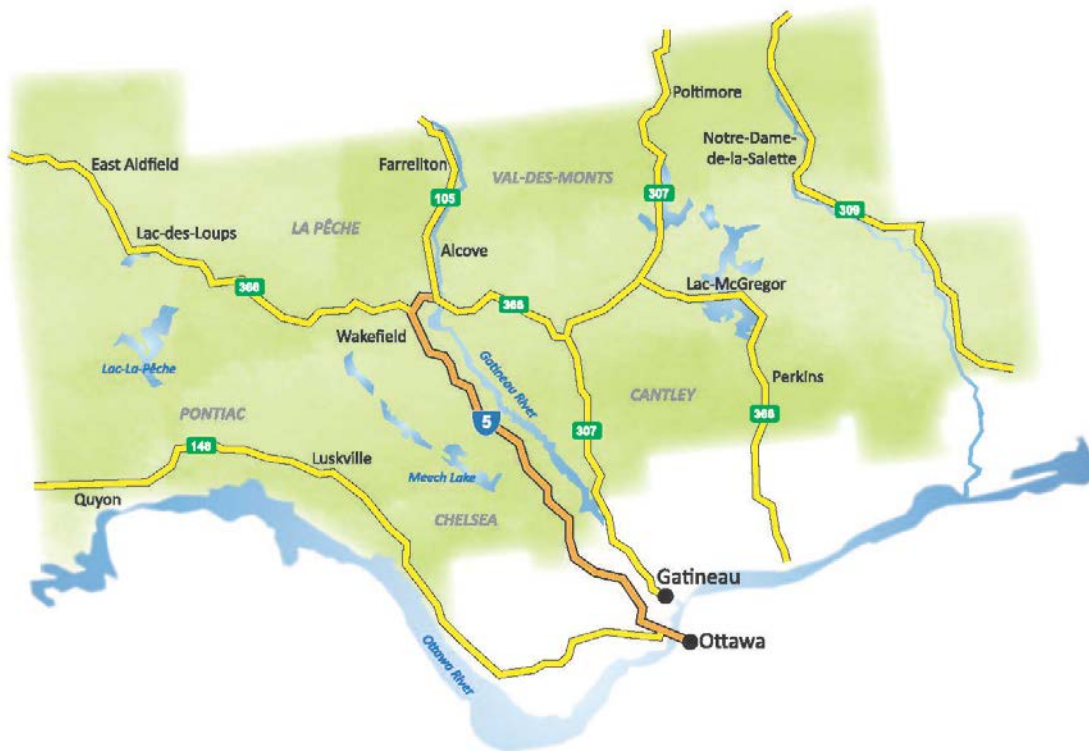 Poltimore
Notre-Dame-
de-la-Salette
East Aldfield
Farrellton
VAL-DES-MONTS
105
307
309
LA PÊCHE
Lac-des-Loups
Alcove
366
Lac-McGregor
366
Wakefield
Lac-La-Pêche
Gatineau River
Perkins
CANTLEY
PONTIAC
5
366
307
148
Luskville
Meech Lake
Quyon
CHELSEA
Gatineau
Ottawa
Ottawa River